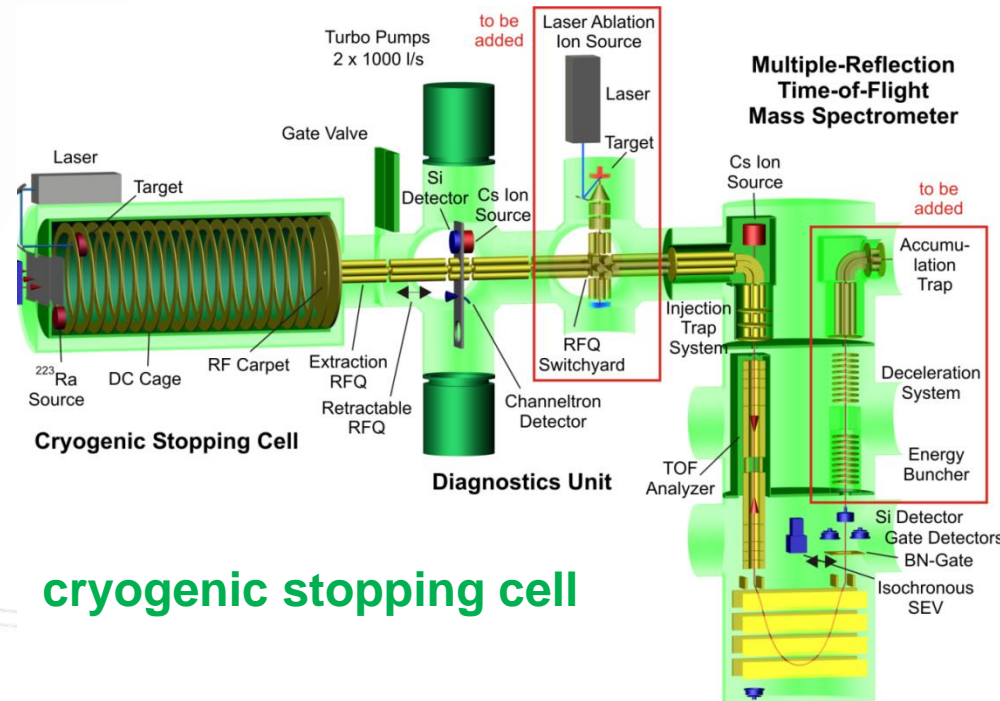 to be
added
Laser Ablation
Ion Source
Turbo Pumps
2 x 1000 l/s
Laser
Multiple-Reflection
Time-of-Flight
Mass Spectrometer
Gate Valve
Target
Laser
Target
Si
Detector
Cs Ion
Source
Cs Ion
Source
to be
added
Accumu-
lation
Trap
Injection
Trap
System
RFQ
Switchyard
223Ra
Source
DC Cage
RF Carpet
Extraction
RFQ
Retractable
RFQ
Channeltron
Detector
Deceleration
System
Cryogenic Stopping Cell
Diagnostics Unit
TOF
Analyzer
Energy
Buncher
Si Detector
Gate Detectors
BN-Gate
Isochronous
SEV
cryogenic stopping cell